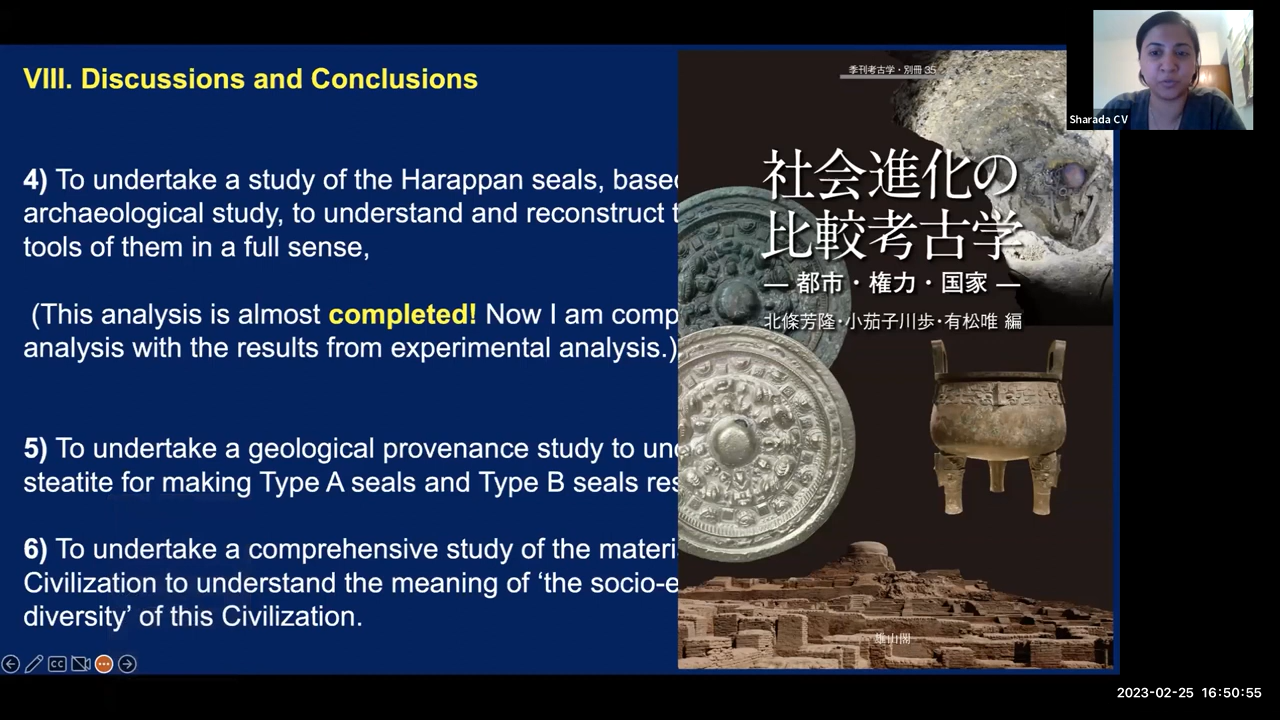 VIII. Discussions and Conclusions
4) To undertake a study of the Harappan seals, based
archaeological study, to understand and reconstruct t
tools of them in a full sense,
(This analysis is almost completed! Now I am comp
analysis with the results from experimental analysis.)
5) To undertake a geological provenance study to und
steatite for making Type A seals and Type B seals res
6) To undertake a comprehensive study of the materi
Civilization to understand the meaning of ‘the socio-e
diversity’ of this Civilization.
季刊考古学・別冊 35
社会進化の
比較考古学
— 都市・権力・国家 —
北條芳隆・小茄子川歩・有松唯 編
雄山閣
Sharada CV
CC
2023-02-25 16:50:55